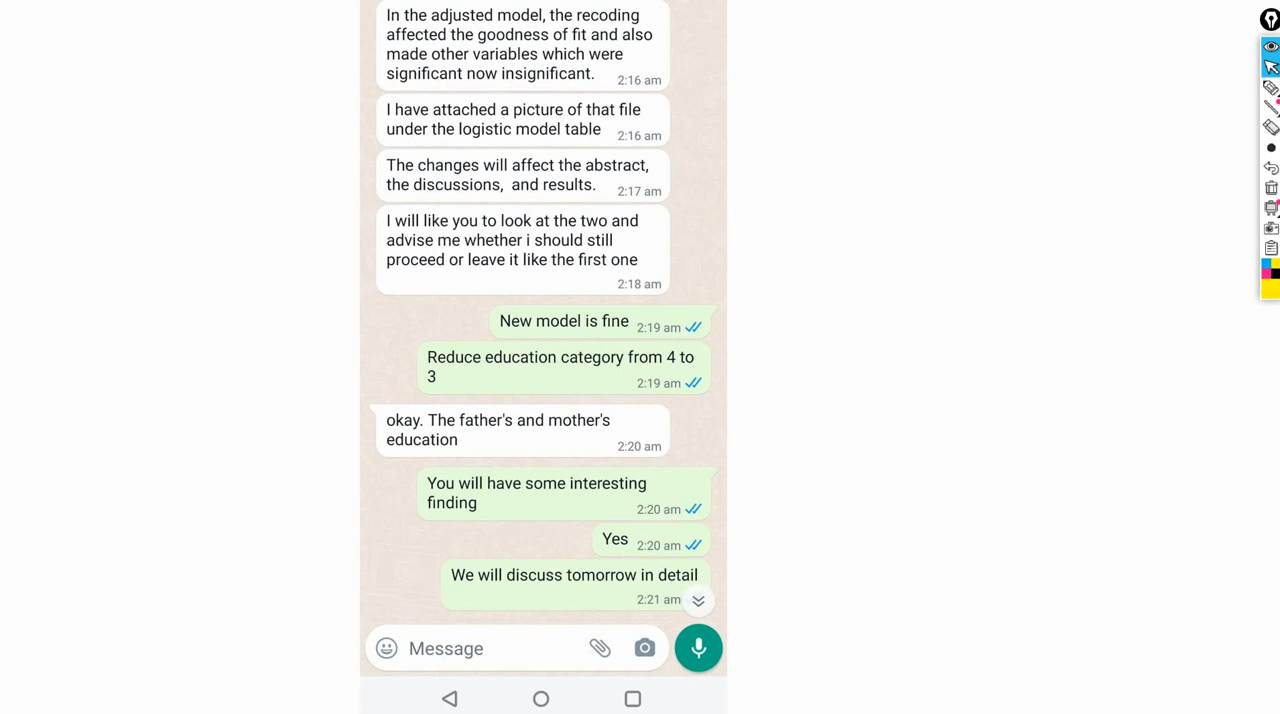 In the adjusted model, the recoding
affected the goodness of fit and also
made other variables which were
significant now insignificant.
2:16 am
I have attached a picture of that file
under the logistic model table
2:16 am
The changes will affect the abstract,
the discussions,  and results.
2:17 am
I will like you to look at the two and
advise me whether i should still
proceed or leave it like the first one
2:18 am
New model is fine
2:19 am
Reduce education category from 4 to
3
2:19 am
okay. The father's and mother's
education
2:20 am
You will have some interesting
finding
2:20 am
Yes
2:20 am
We will discuss tomorrow in detail
2:21 am
Message